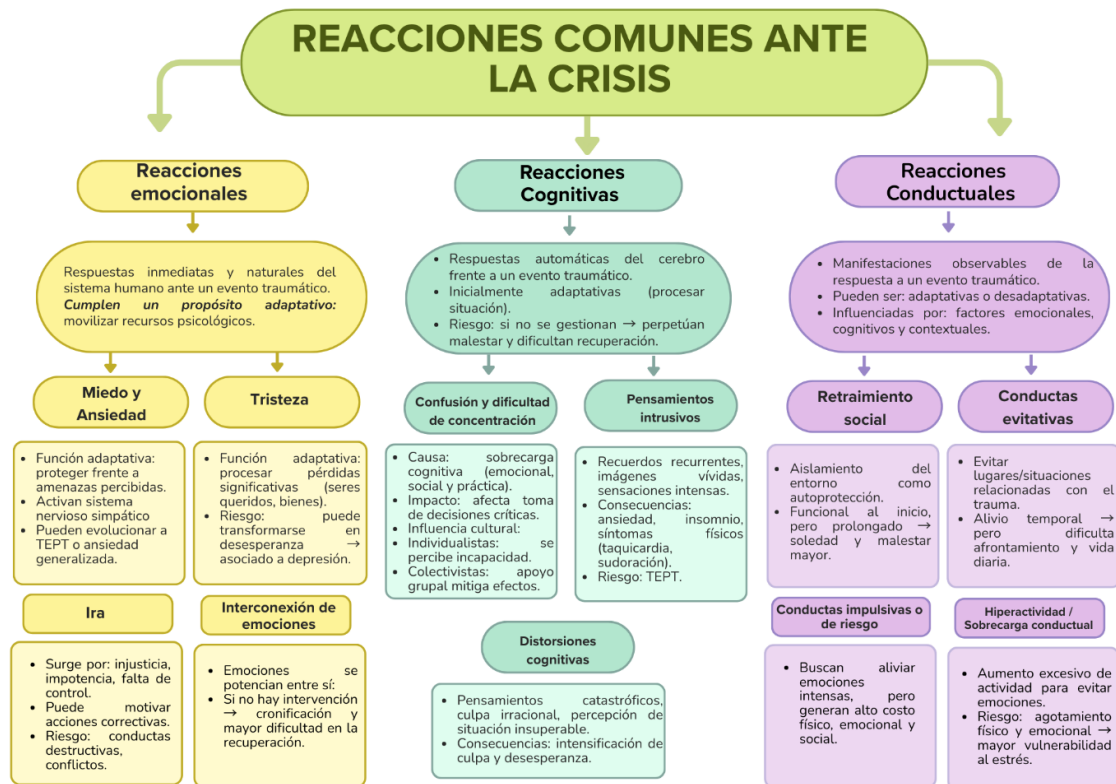 REACCIONES COMUNES ANTE
LA CRISIS
Reacciones
emocionales
Respuestas inmediatas y naturales del
sistema humano ante un evento traumático.
Cumplen un propósito adaptativo:
movilizar recursos psicológicos.
Miedo y
Ansiedad
• Función adaptativa:
proteger frente a
amenazas percibidas.
• Activan sistema
nervioso simpático
• Pueden evolucionar a
TEPT o ansiedad
generalizada.
Tristeza
• Función adaptativa:
procesar pérdidas
significativas (seres
queridos, bienes).
• Riesgo: puede
transformarse en
desesperanza →
asociado a depresión.
Ira
• Surge por: injusticia,
impotencia, falta de
control.
• Puede motivar
acciones correctivas.
• Riesgo: conductas
destructivas,
conflictos.
Interconexión de
emociones
• Emociones se
potencian entre sí:
• Si no hay intervención
→ cronificación y
mayor dificultad en la
recuperación.
Reacciones
Cognitivas
• Respuestas automáticas del cerebro
frente a un evento traumático.
• Inicialmente adaptativas (procesar
situación).
• Riesgo: si no se gestionan → perpetúan
malestar y dificultan recuperación.
Confusión y dificultad
de concentración
• Causa: sobrecarga
cognitiva (emocional,
social y práctica).
• Impacto: afecta toma
de decisiones críticas.
• Influencia cultural:
• Individualistas: se
percibe incapacidad.
• Colectivistas: apoyo
grupal mitiga efectos.
Pensamientos
intrusivos
• Recuerdos recurrentes,
imágenes vívidas,
sensaciones intensas.
• Consecuencias:
ansiedad, insomnio,
síntomas físicos
(taquicardia,
sudoración).
• Riesgo: TEPT.
Distorsiones
cognitivas
• Pensamientos catastróficos,
culpa irracional, percepción de
situación insuperable.
• Consecuencias: intensificación de
culpa y desesperanza.
Reacciones
Conductuales
• Manifestaciones observables de la
respuesta a un evento traumático.
• Pueden ser: adaptativas o desadaptativas.
• Influenciadas por: factores emocionales,
cognitivos y contextuales.
Retraimiento
social
• Aislamiento del
entorno como
autoprotección.
• Funcional al inicio,
pero prolongado →
soledad y malestar
mayor.
Conductas
evitativas
• Evitar
lugares/situaciones
relacionadas con el
trauma.
• Alivio temporal →
pero dificulta
afrontamiento y vida
diaria.
Conductas impulsivas o
de riesgo
• Buscan aliviar
emociones
intensas, pero
generan alto costo
físico, emocional y
social.
Hiperactividad /
Sobrecarga conductual
• Aumento excesivo de
actividad para evitar
emociones.
• Riesgo: agotamiento
físico y emocional →
mayor vulnerabilidad
al estrés.